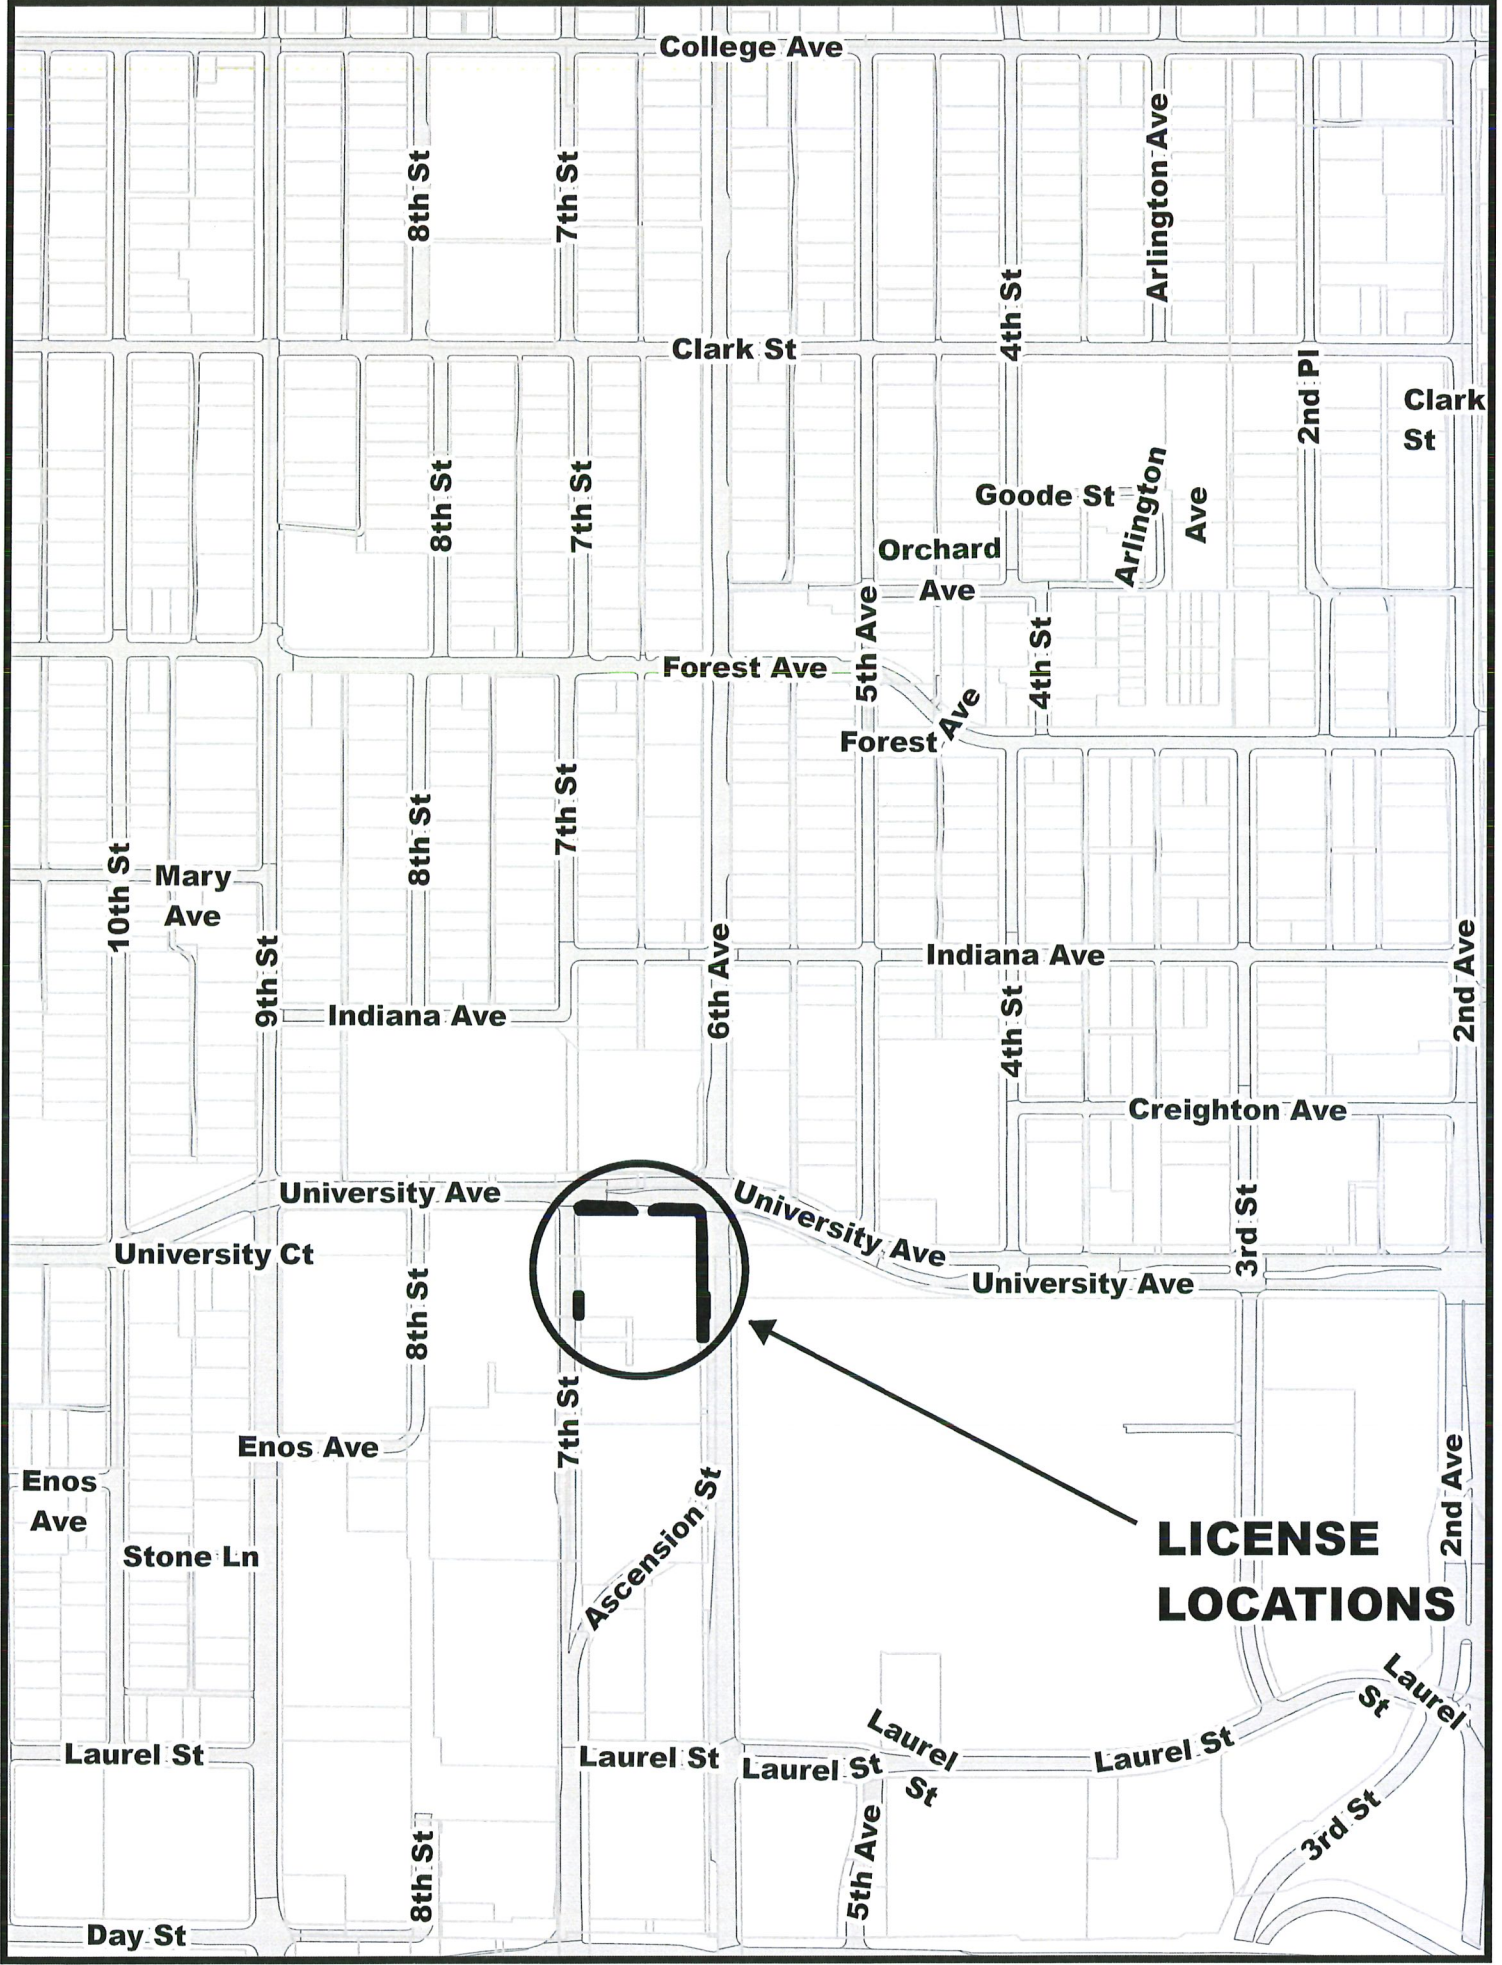 College Ave
8th St
7th St
Arlington Ave
4th St
Clark St
2nd Pl
Clark
St
8th St
7th St
Goode St
Arlington
Ave
Orchard
Ave
5th Ave
4th St
Forest Ave
Forest
Ave
7th St
8th St
10th St
Mary
Ave
9th St
6th Ave
Indiana Ave
2nd Ave
Indiana Ave
4th St
Creighton Ave
University Ave
University Ave
3rd St
University Ct
University Ave
8th St
7th St
Enos Ave
Enos
Ave
Ascension St
2nd Ave
LICENSE
LOCATIONS
Stone Ln
Laurel
St
Laurel St
Laurel St
Laurel St
Laurel
St
Laurel St
3rd St
8th St
5th Ave
Day St